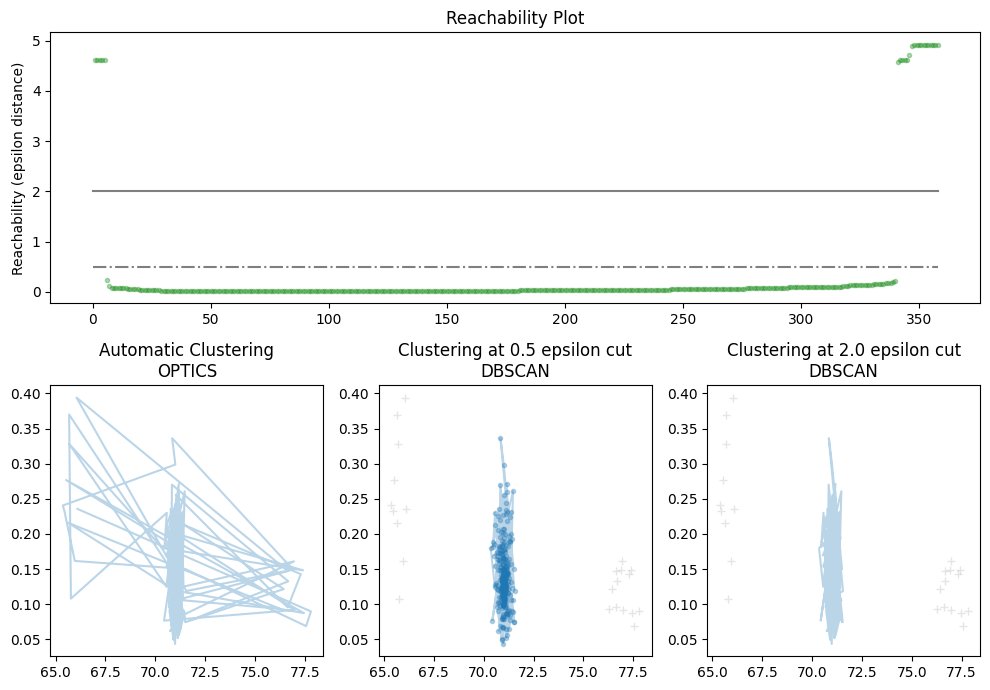 Reachability Plot
Reachability (epsilon distance)
5
4
3
2
1
0
0 50 100 150 200 250 300 350
Automatic Clustering
OPTICS
0.40
0.35
0.30
0.25
0.20
0.15
0.10
0.05
65.0 67.5 70.0 72.5 75.0 77.5
Clustering at 0.5 epsilon cut
DBSCAN
0.40
0.35
0.30
0.25
0.20
0.15
0.10
0.05
65.0 67.5 70.0 72.5 75.0 77.5
Clustering at 2.0 epsilon cut
DBSCAN
0.40
0.35
0.30
0.25
0.20
0.15
0.10
0.05
65.0 67.5 70.0 72.5 75.0 77.5